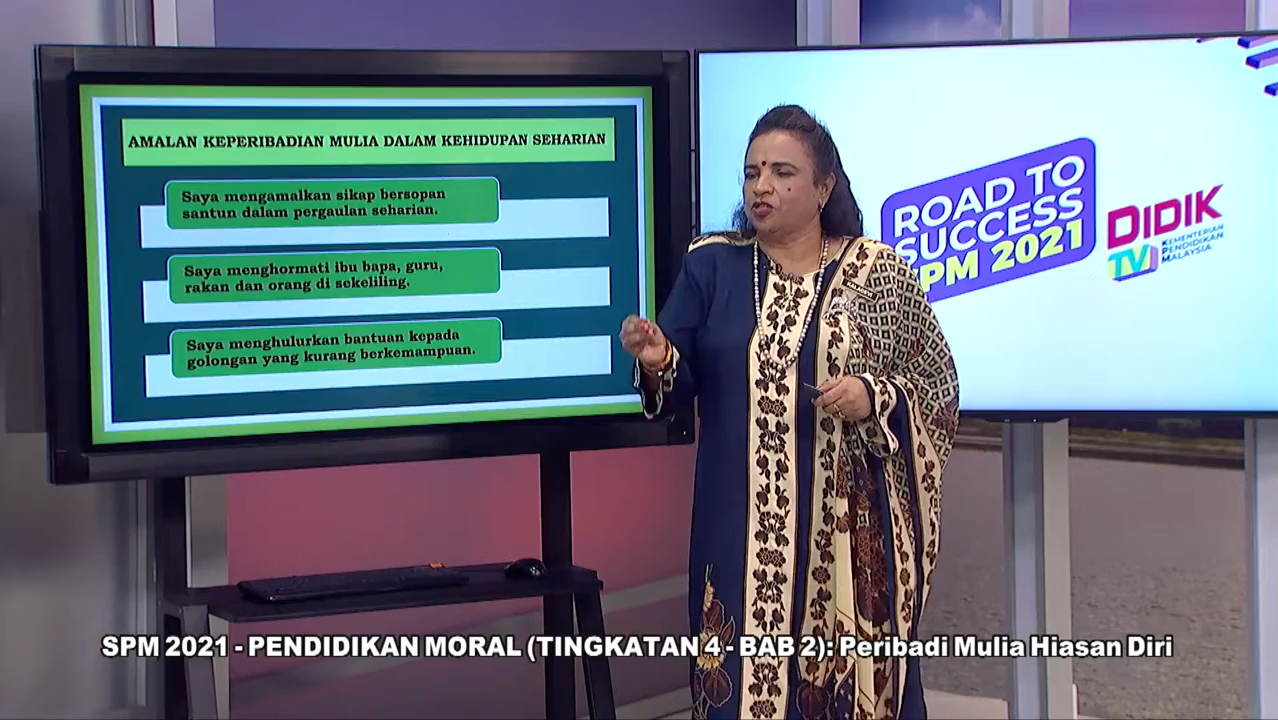 AMALAN KEPERIBADIAN MULIA DALAM KEHIDUPAN SEHARIAN
Saya mengamalkan sikap bersopan
santun dalam pergaulan seharian.
Saya menghormati ibu bapa, guru,
rakan dan orang di sekeliling.
Saya menghulurkan bantuan kepada
golongan yang kurang berkemampuan.
ROAD TO
SUCCESS
SPM 2021
DIDIK
TV
KEMENTERIAN
PENDIDIKAN
MALAYSIA
SPM 2021 - PENDIDIKAN MORAL (TINGKATAN 4 - BAB 2): Peribadi Mulia Hiasan Diri